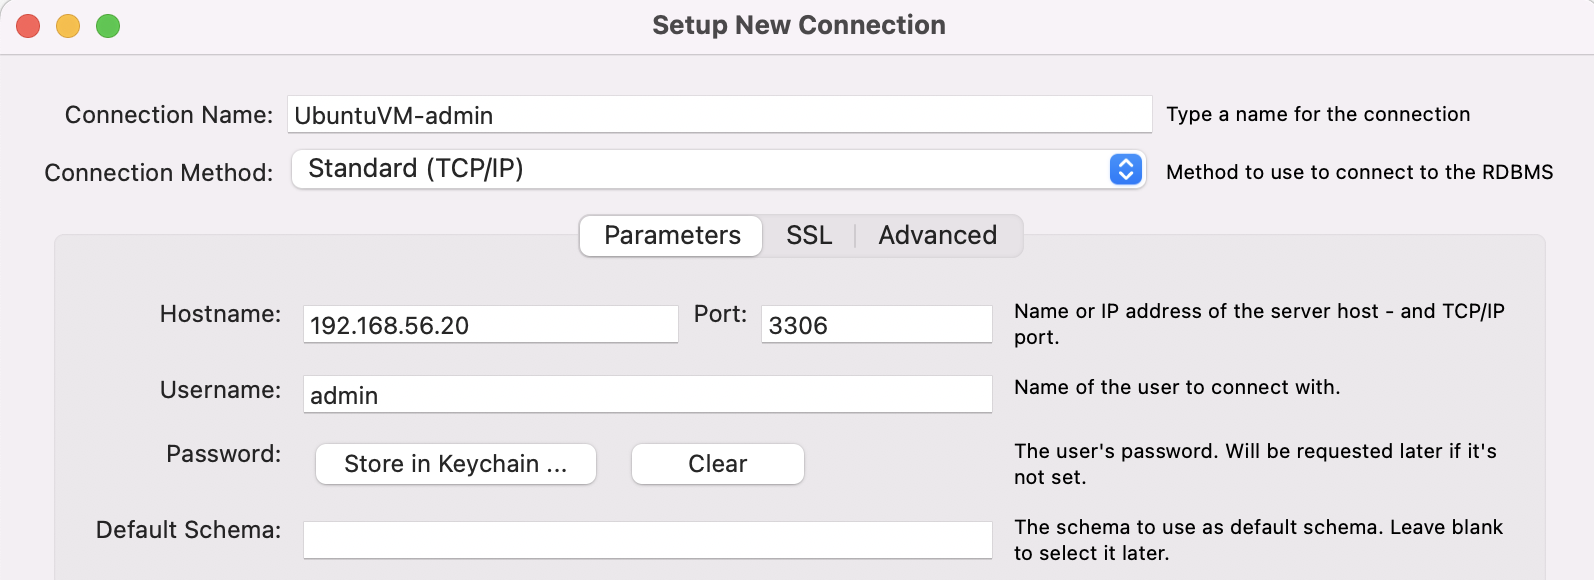 Setup New Connection
Connection Name: UbuntuVM-admin Type a name for the connection
Connection Method: Standard (TCP/IP) Method to use to connect to the RDBMS
Parameters SSL Advanced
Hostname: 192.168.56.20 Port: 3306 Name or IP address of the server host - and TCP/IP
port.
Username: admin Name of the user to connect with.
Password: Store in Keychain ... Clear The user's password. Will be requested later if it's
not set.
Default Schema: The schema to use as default schema. Leave blank
to select it later.